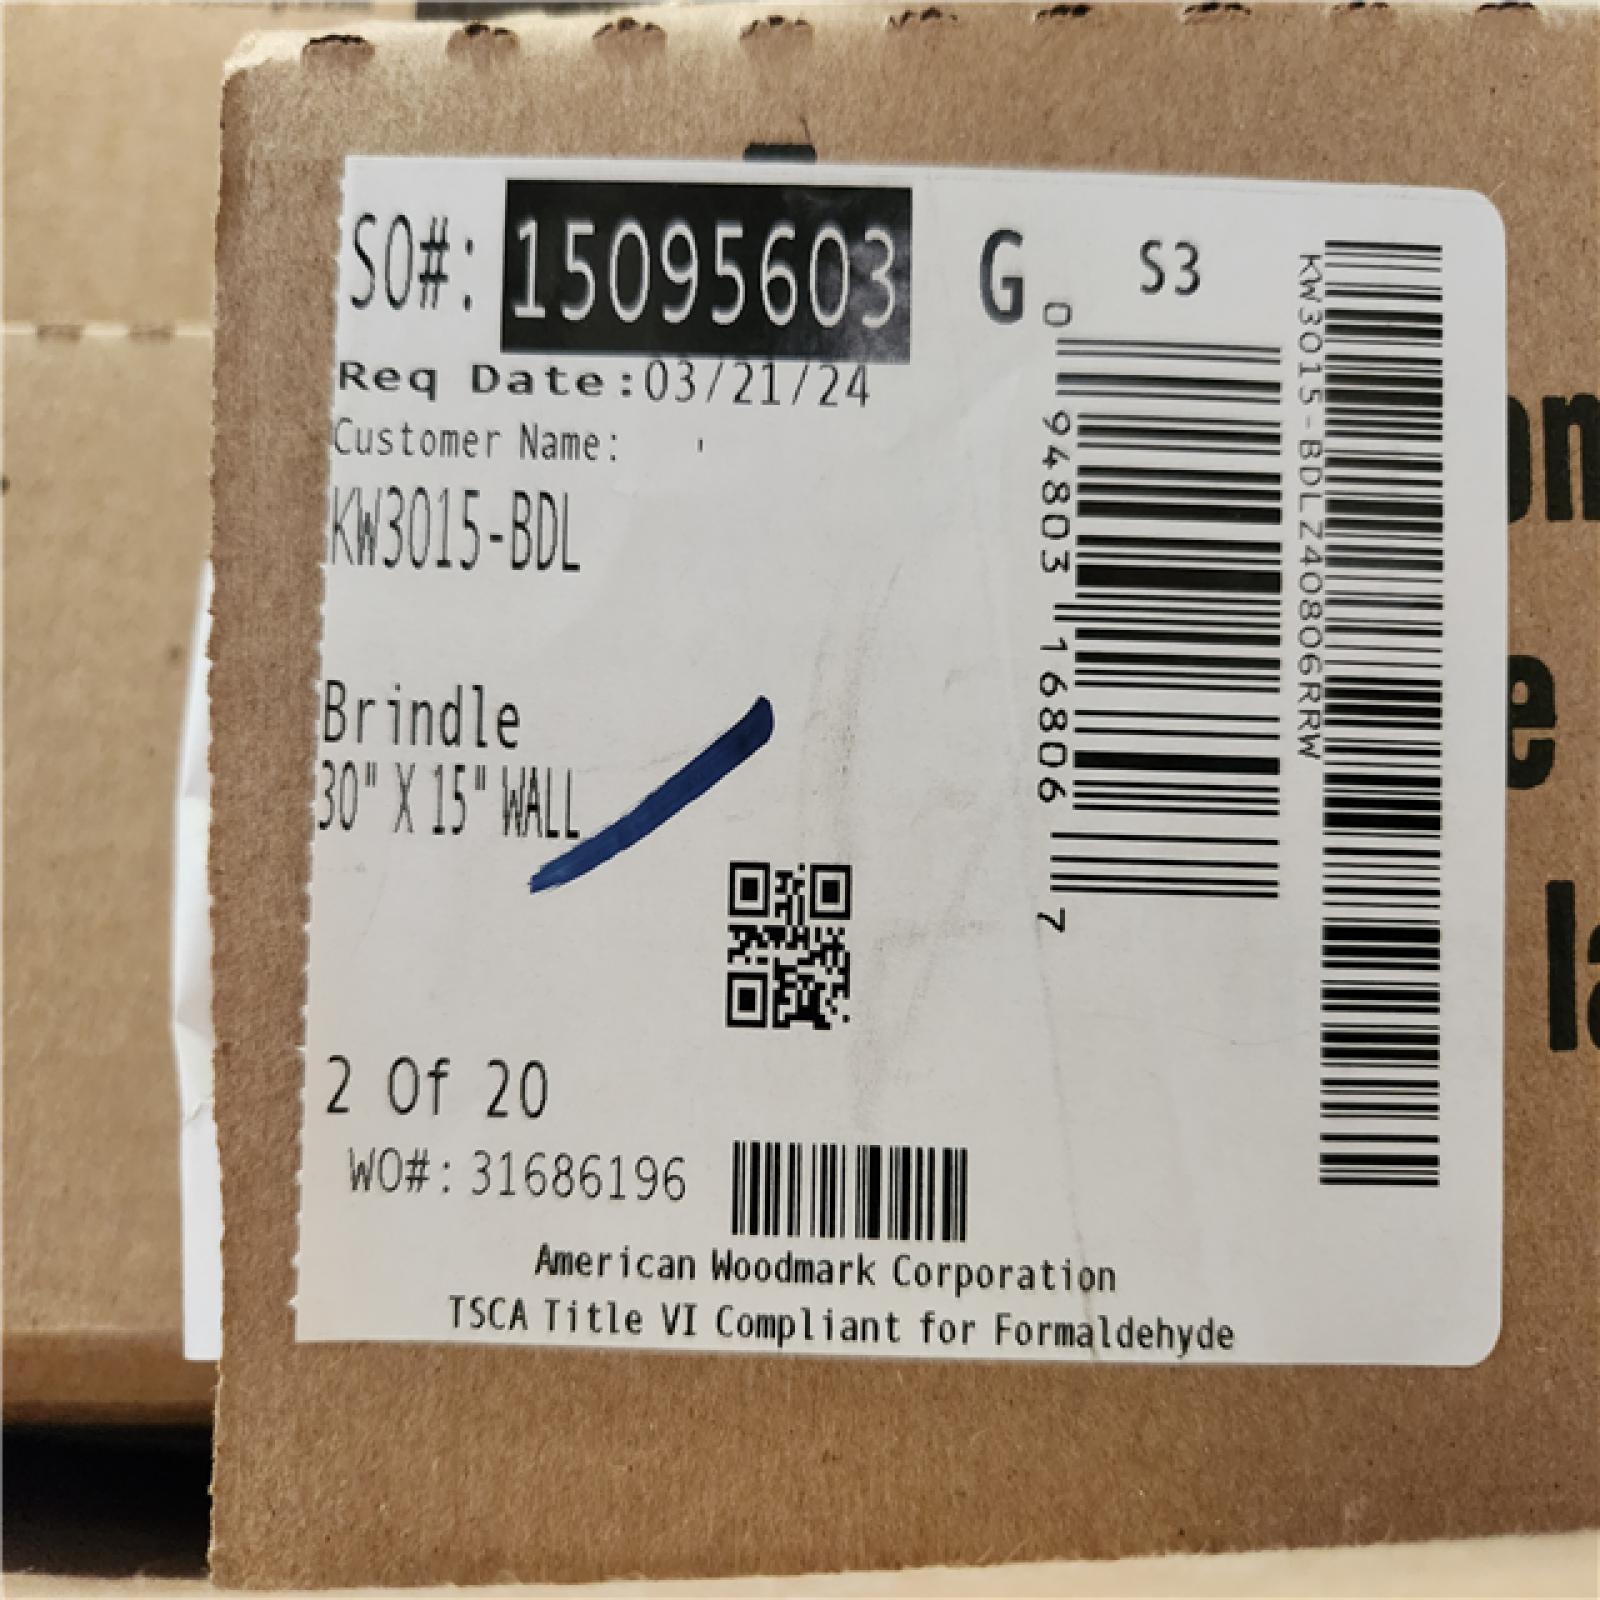 SO#: 15095603 G S3
Req Date:03/21/24
Customer Name: '
KW3015-BDL
Brindle
30" X 15" WALL
2 Of 20
WO#: 31686196
American Woodmark Corporation
TSCA Title VI Compliant for Formaldehyde
0 94803 16806 7
KW3015-BDLZ40806RRW